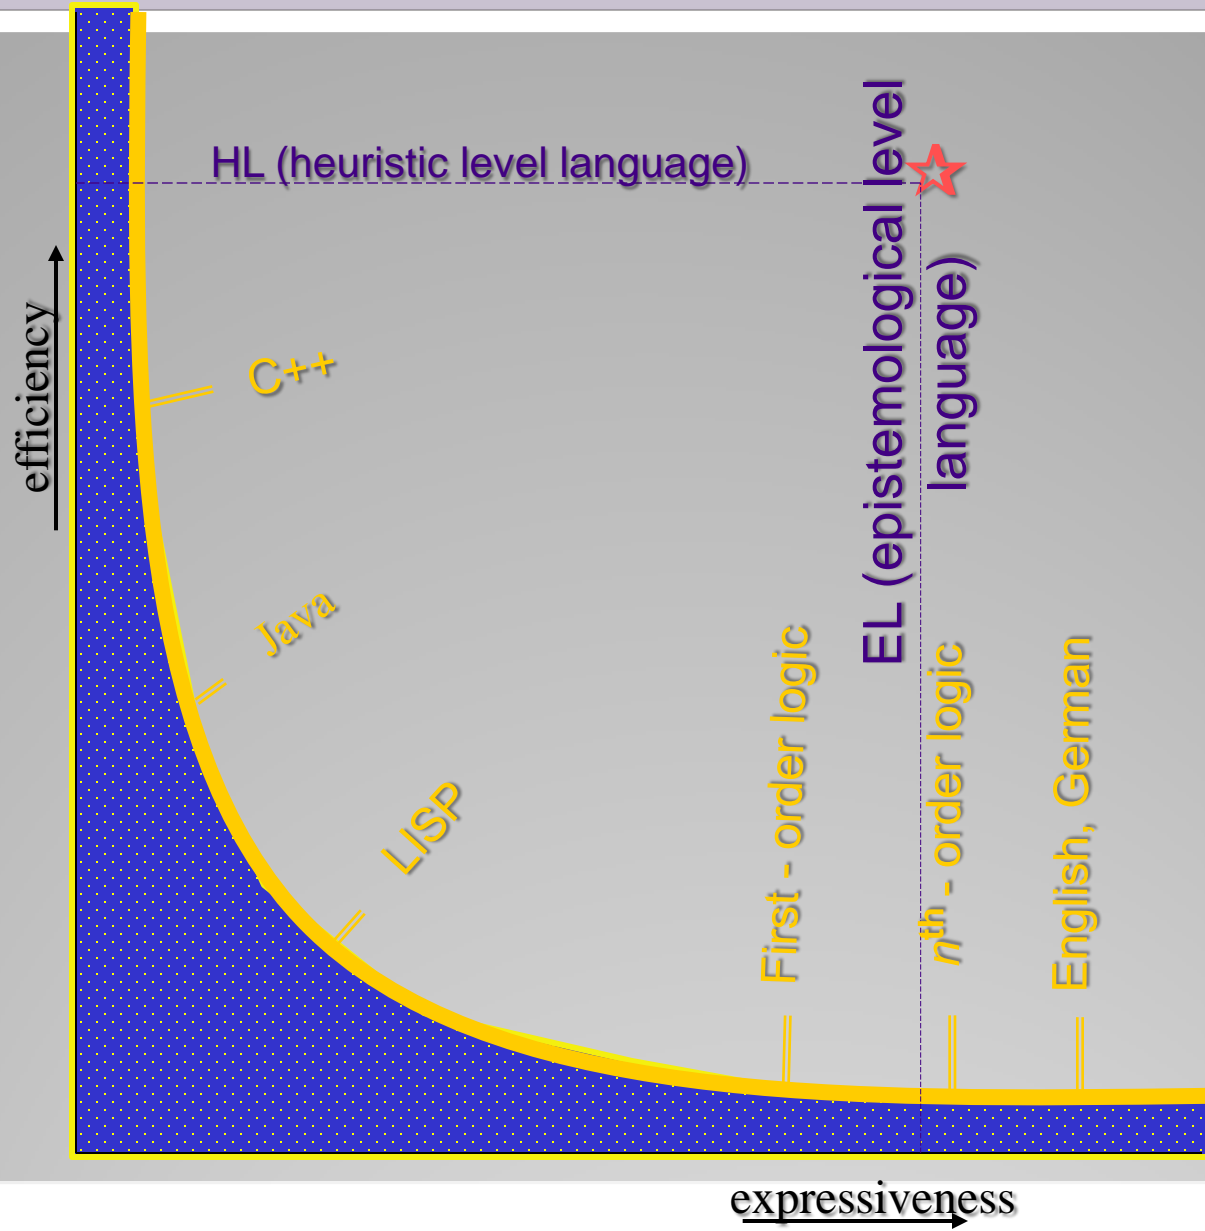 HL (heuristic level language)
EL (epistemological level
language)
efficiency
C++
Java
LISP
First - order logic
nth - order logic
English, German
expressiveness